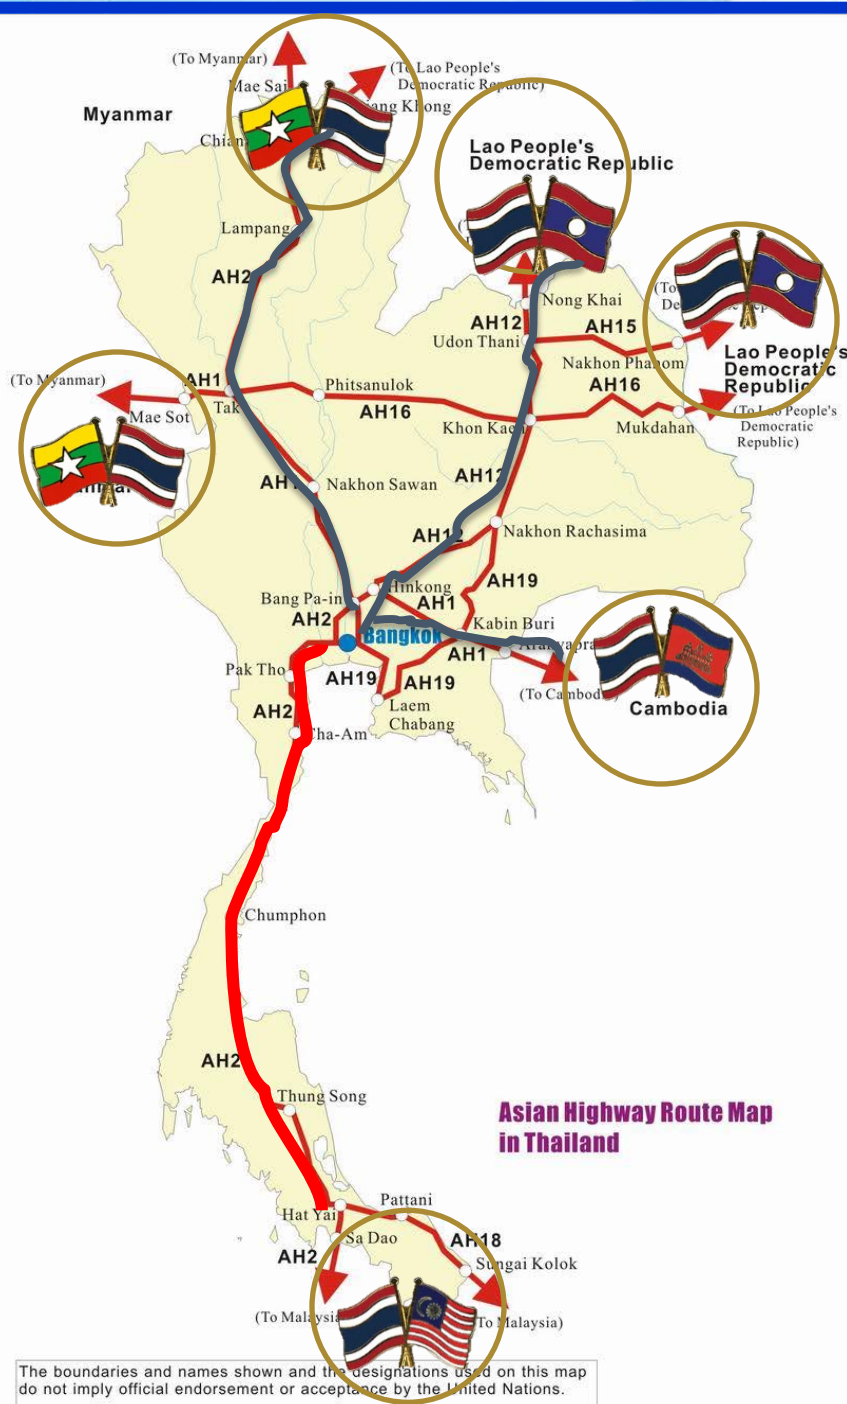 (To Myanmar)
(To Lao People's
Democratic Republic)
Mae Sai
Myanmar
Lao People's
Democratic Republic
Lampang
AH2
Nong Khai
AH12
AH15
Udon Thani
Nakhon Phanom
Lao People's
Democratic
Republic
(To Myanmar)
AH1
Phitsanulok
AH16
AH16
Mae Sot
Tak
(To Lao People's
Democratic
Republic)
Khon Kaen
Mukdahan
AH12
Nakhon Sawan
AH12
Nakhon Rachasima
AH19
Hinkong
Bang Pa-in
AH1
AH2
Kabin Buri
Bangkok
AH1
Pak Tho
AH19
AH19
(To Cambodia)
Laem
Chabang
Cambodia
AH2
Cha-Am
Chumphon
AH2
Thung Song
Asian Highway Route Map
in Thailand
Pattani
Hat Yai
Sa Dao
AH18
AH2
Sungai Kolok
(To Malaysia
To Malaysia)
The boundaries and names shown and the designations used on this map
do not imply official endorsement or acceptance by the United Nations.